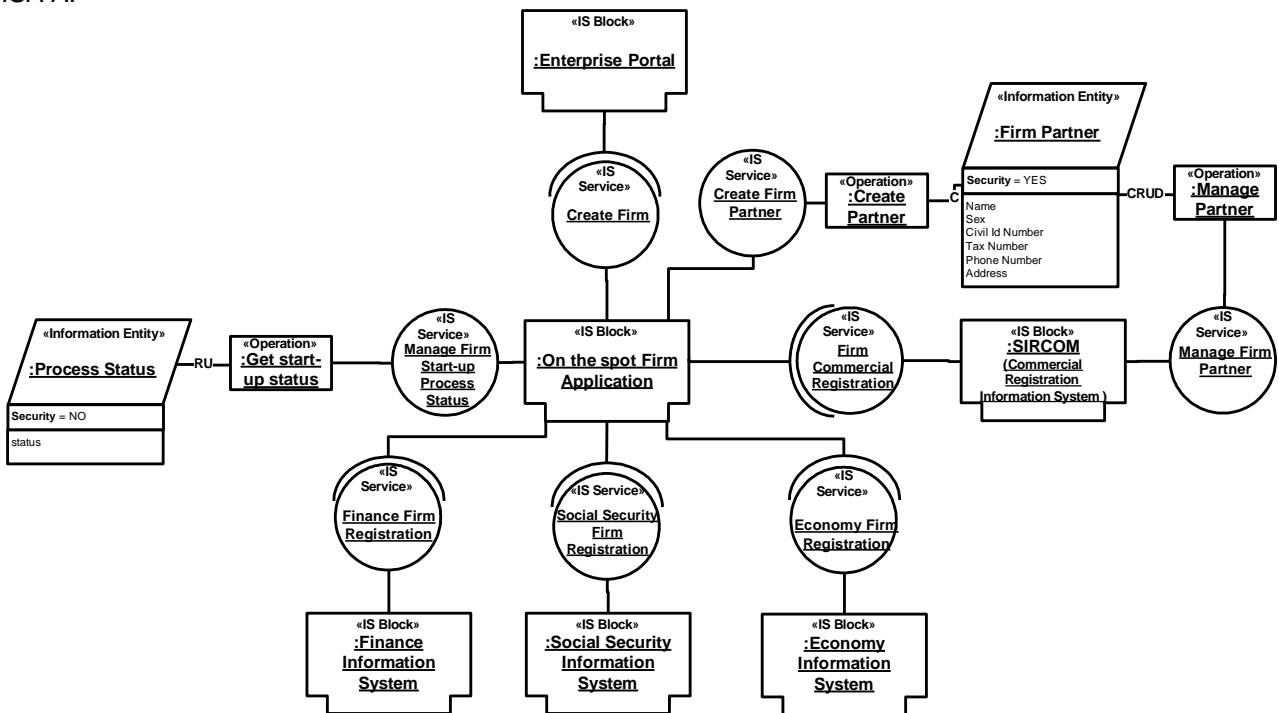 «IS Block»
:Enterprise Portal
«IS
Service»
Create Firm
«IS
Service»
Create Firm
Partner
«Operation»
:Create
Partner
C
«Information Entity»
:Firm Partner
Security = YES
Name
Sex
Civil Id Number
Tax Number
Phone Number
Address
CRUD
«Operation»
:Manage
Partner
«Information Entity»
:Process Status
Security = NO
status
RU
«Operation»
:Get start-
up status
«IS
Service»
Manage Firm
Start-up
Process
Status
«IS Block»
:On the spot Firm
Application
«IS
Service»
Firm
Commercial
Registration
«IS Block»
:SIRCOM
(Commercial
Registration
Information System )
«IS
Service»
Manage Firm
Partner
«IS
Service»
Finance Firm
Registration
«IS Service»
Social Security
Firm
Registration
«IS
Service»
Economy Firm
Registration
«IS Block»
:Finance
Information
System
«IS Block»
:Social Security
Information
System
«IS Block»
:Economy
Information
System